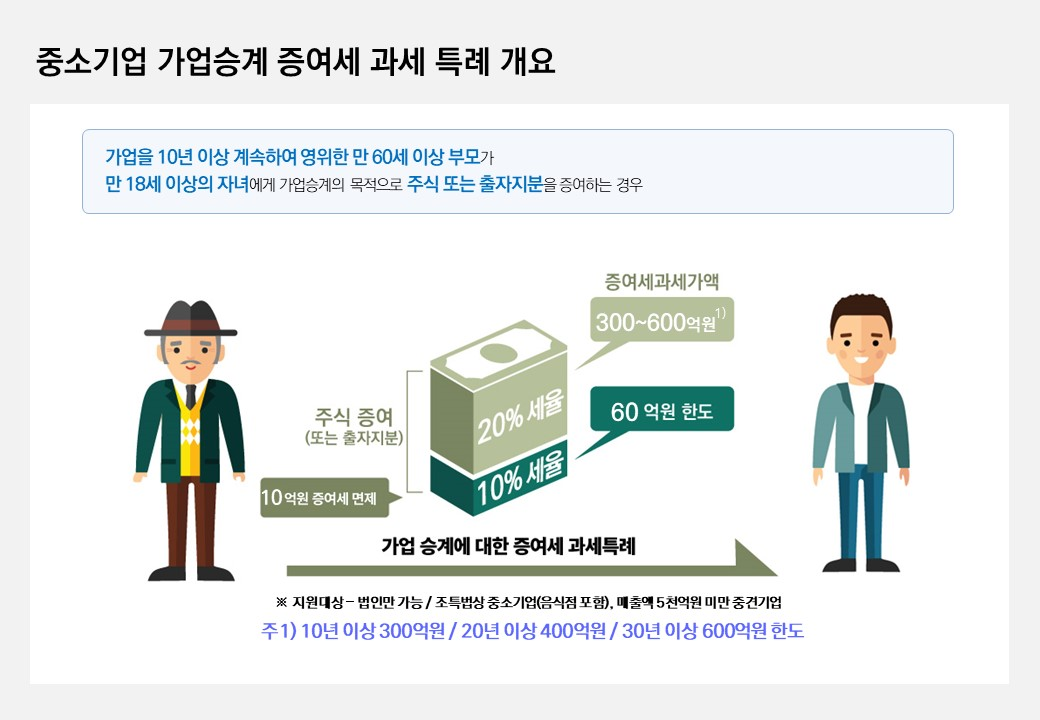 중소기업 가업승계 증여세 과세 특례 개요
가업을 10년 이상 계속하여 영위한 만 60세 이상 부모가
만 18세 이상의 자녀에게 가업승계의 목적으로 주식 또는 출자지분을 증여하는 경우
증여세과세가액
300~600억원1)
20% 세율
60 억원 한도
주식 증여
(또는 출자지분)
10% 세율
10억원 증여세 면제
가업 승계에 대한 증여세 과세특례
※ 지원대상 – 법인만 가능 / 조특법상 중소기업(음식점 포함), 매출액 5천억원 미만 중견기업
주1) 10년 이상 300억원 / 20년 이상 400억원 / 30년 이상 600억원 한도